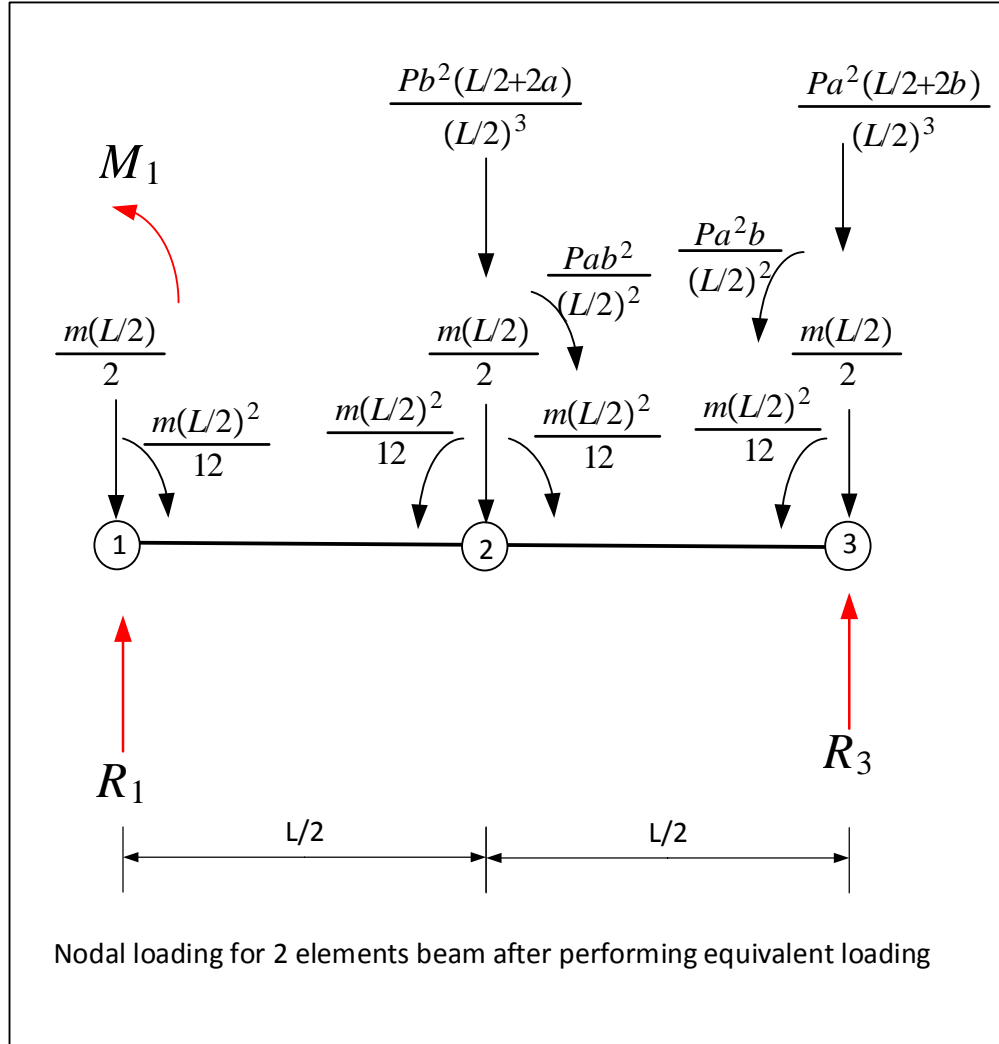 Pb²(L/2+2a)
(L/2)³
Pa²(L/2+2b)
(L/2)³
M₁
Pab²
(L/2)²
Pa²b
(L/2)²
m(L/2)
2
m(L/2)
2
m(L/2)
2
m(L/2)²
12
m(L/2)²
12
m(L/2)²
12
m(L/2)²
12
1
2
3
R₁
R₃
L/2
L/2
Nodal loading for 2 elements beam after performing equivalent loading